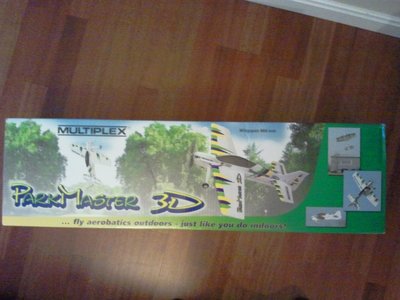 MULTIPLEX
ParkMaster 3D
... fly aerobatics outdoors - just like you do indoors!